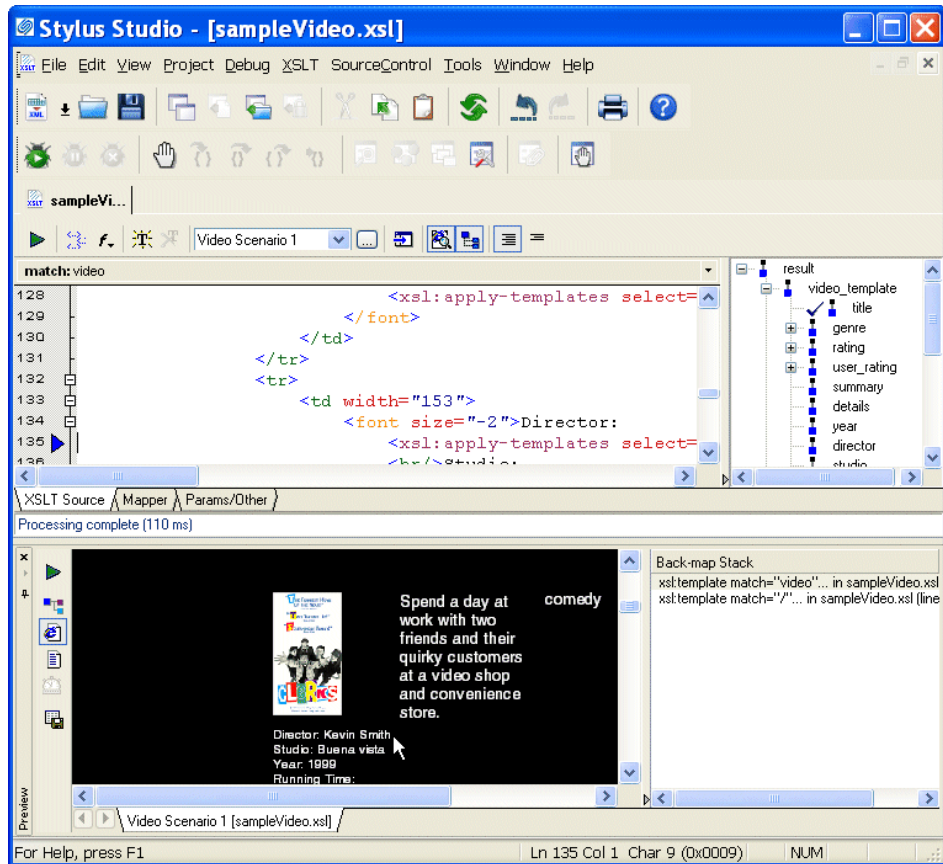 Stylus Studio - [sampleVideo.xsl]
File Edit View Project Debug XSLT SourceControl Tools Window Help
sampleVi...
Video Scenario 1
match: video
128 <xsl:apply-templates select=
129 </font>
130 </td>
131 </tr>
132 <tr>
133 <td width="153">
134 <font size="-2">Director:
135 <xsl:apply-templates select=
136 <br/>Studio:
result
video_template
title
genre
rating
user_rating
summary
details
year
director
studio
XSLT Source Mapper Params/Other
Processing complete (110 ms)
Preview
Spend a day at
work with two
friends and their
quirky customers
at a video shop
and convenience
store.
comedy
CLERKS
Director: Kevin Smith
Studio: Buena vista
Year: 1999
Running Time:
Back-map Stack
xsl:template match="video"... in sampleVideo.xsl
xsl:template match="/"... in sampleVideo.xsl (line
Video Scenario 1 [sampleVideo.xsl]
For Help, press F1
Ln 135 Col 1 Char 9 (0x0009)
NUM